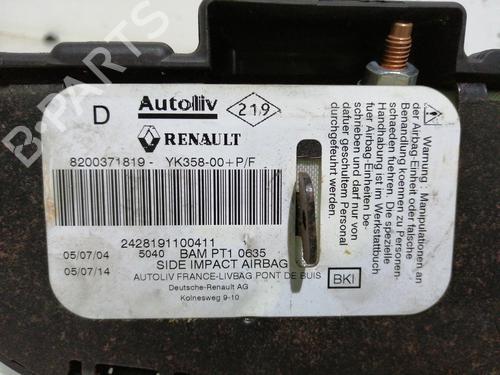 D
Autoliv
219
RENAULT
8200371819- YK358-00+P/F
2428191100411
05/07/04 5040 BAM PT1 0635
05/07/14 SIDE IMPACT AIRBAG
AUTOLIV FRANCE-LIVBAG PONT DE BUIS
Deutsche-Renault AG
Kolnesweg 9-10
BKI
Warnung : Manipulationen an
der Airbag-Einheit oder falsche
Behandlung koennen zu Koerper-
schaeden fuehren. Die spezielle
Handhabung ist im Werkstattbuch
fuer Airbag-Einheiten be-
schrieben und darf nur von
dafuer geschultem Personal
durchgefuehrt werden.
B-PARTS